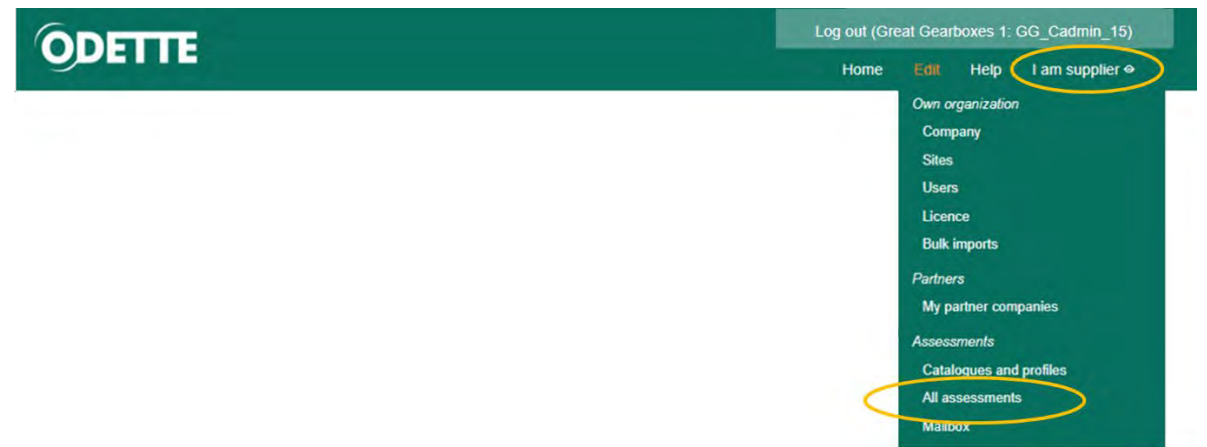 ODETTE
Log out (Great Gearboxes 1: GG_Cadmin_15)
Home Edit Help I am supplier
Own organization
Company
Sites
Users
Licence
Bulk imports
Partners
My partner companies
Assessments
Catalogues and profiles
All assessments
Mailbox